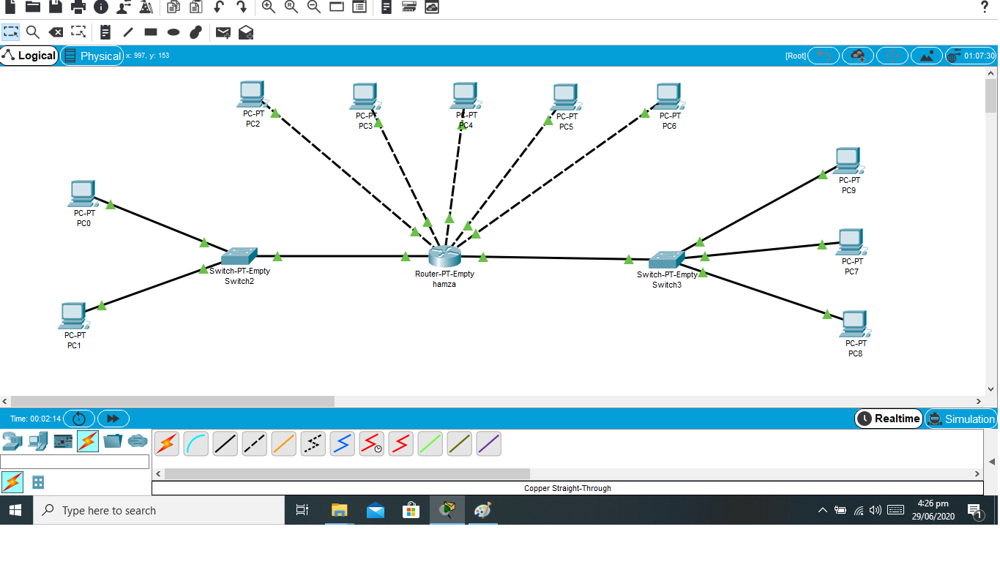 Logical
Physical
x: 997, y: 153
[Root]
01:07:30
PC-PT
PC2
PC-PT
PC3
PC-PT
PC4
PC-PT
PC5
PC-PT
PC6
PC-PT
PC9
PC-PT
PC0
PC-PT
PC7
Switch-PT-Empty
Switch2
Router-PT-Empty
hamza
Switch-PT-Empty
Switch3
PC-PT
PC1
PC-PT
PC8
Time: 00:02:14
Realtime
Simulation
Copper Straight-Through
Type here to search
4:26 pm
29/06/2020
1